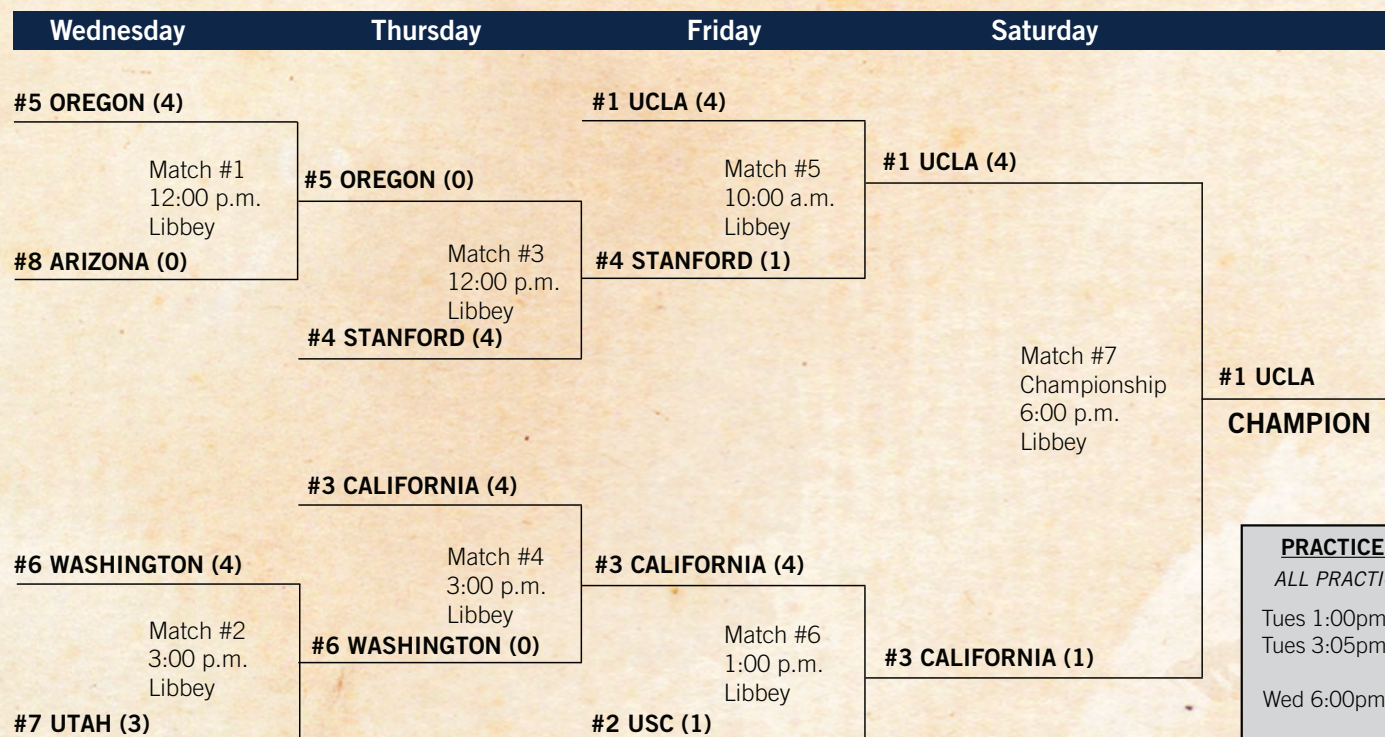 Wednesday
Thursday
Friday
Saturday
#5 OREGON (4)
Match #1
12:00 p.m.
Libbey
#8 ARIZONA (0)
#6 WASHINGTON (4)
Match #2
3:00 p.m.
Libbey
#7 UTAH (3)
#5 OREGON (0)
Match #3
12:00 p.m.
Libbey
#4 STANFORD (4)
#3 CALIFORNIA (4)
Match #4
3:00 p.m.
Libbey
#6 WASHINGTON (0)
#1 UCLA (4)
Match #5
10:00 a.m.
Libbey
#4 STANFORD (1)
#3 CALIFORNIA (4)
Match #6
1:00 p.m.
Libbey
#2 USC (1)
#1 UCLA (4)
Match #7
Championship
6:00 p.m.
Libbey
#3 CALIFORNIA (1)
#1 UCLA
CHAMPION
PRACTICE
ALL PRACTI
Tues 1:00pm
Tues 3:05pm
Wed 6:00pm